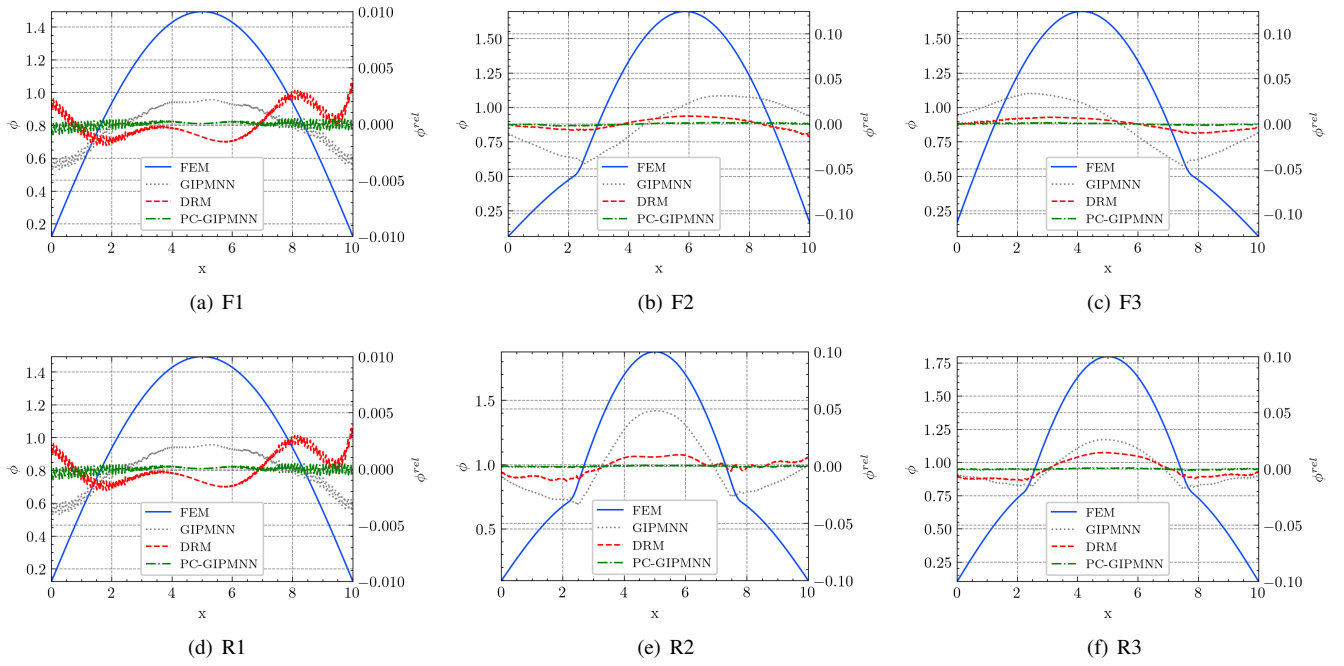 1.4
1.2
1.0
0.8
0.6
0.4
0.2
ϕ
0.010
0.005
0.000
−0.005
−0.010
ϕ^rel
FEM
GIPMNN
DRM
PC-GIPMNN
0 2 4 6 8 10
x
(a) F1
1.50
1.25
1.00
0.75
0.50
0.25
ϕ
0.10
0.05
0.00
−0.05
−0.10
ϕ^rel
FEM
GIPMNN
DRM
PC-GIPMNN
0 2 4 6 8 10
x
(b) F2
1.50
1.25
1.00
0.75
0.50
0.25
ϕ
0.10
0.05
0.00
−0.05
−0.10
ϕ^rel
FEM
GIPMNN
DRM
PC-GIPMNN
0 2 4 6 8 10
x
(c) F3
1.4
1.2
1.0
0.8
0.6
0.4
0.2
ϕ
0.010
0.005
0.000
−0.005
−0.010
ϕ^rel
FEM
GIPMNN
DRM
PC-GIPMNN
0 2 4 6 8 10
x
(d) R1
1.5
1.0
0.5
ϕ
0.10
0.05
0.00
−0.05
−0.10
ϕ^rel
FEM
GIPMNN
DRM
PC-GIPMNN
0 2 4 6 8 10
x
(e) R2
1.75
1.50
1.25
1.00
0.75
0.50
0.25
ϕ
0.10
0.05
0.00
−0.05
−0.10
ϕ^rel
FEM
GIPMNN
DRM
PC-GIPMNN
0 2 4 6 8 10
x
(f) R3